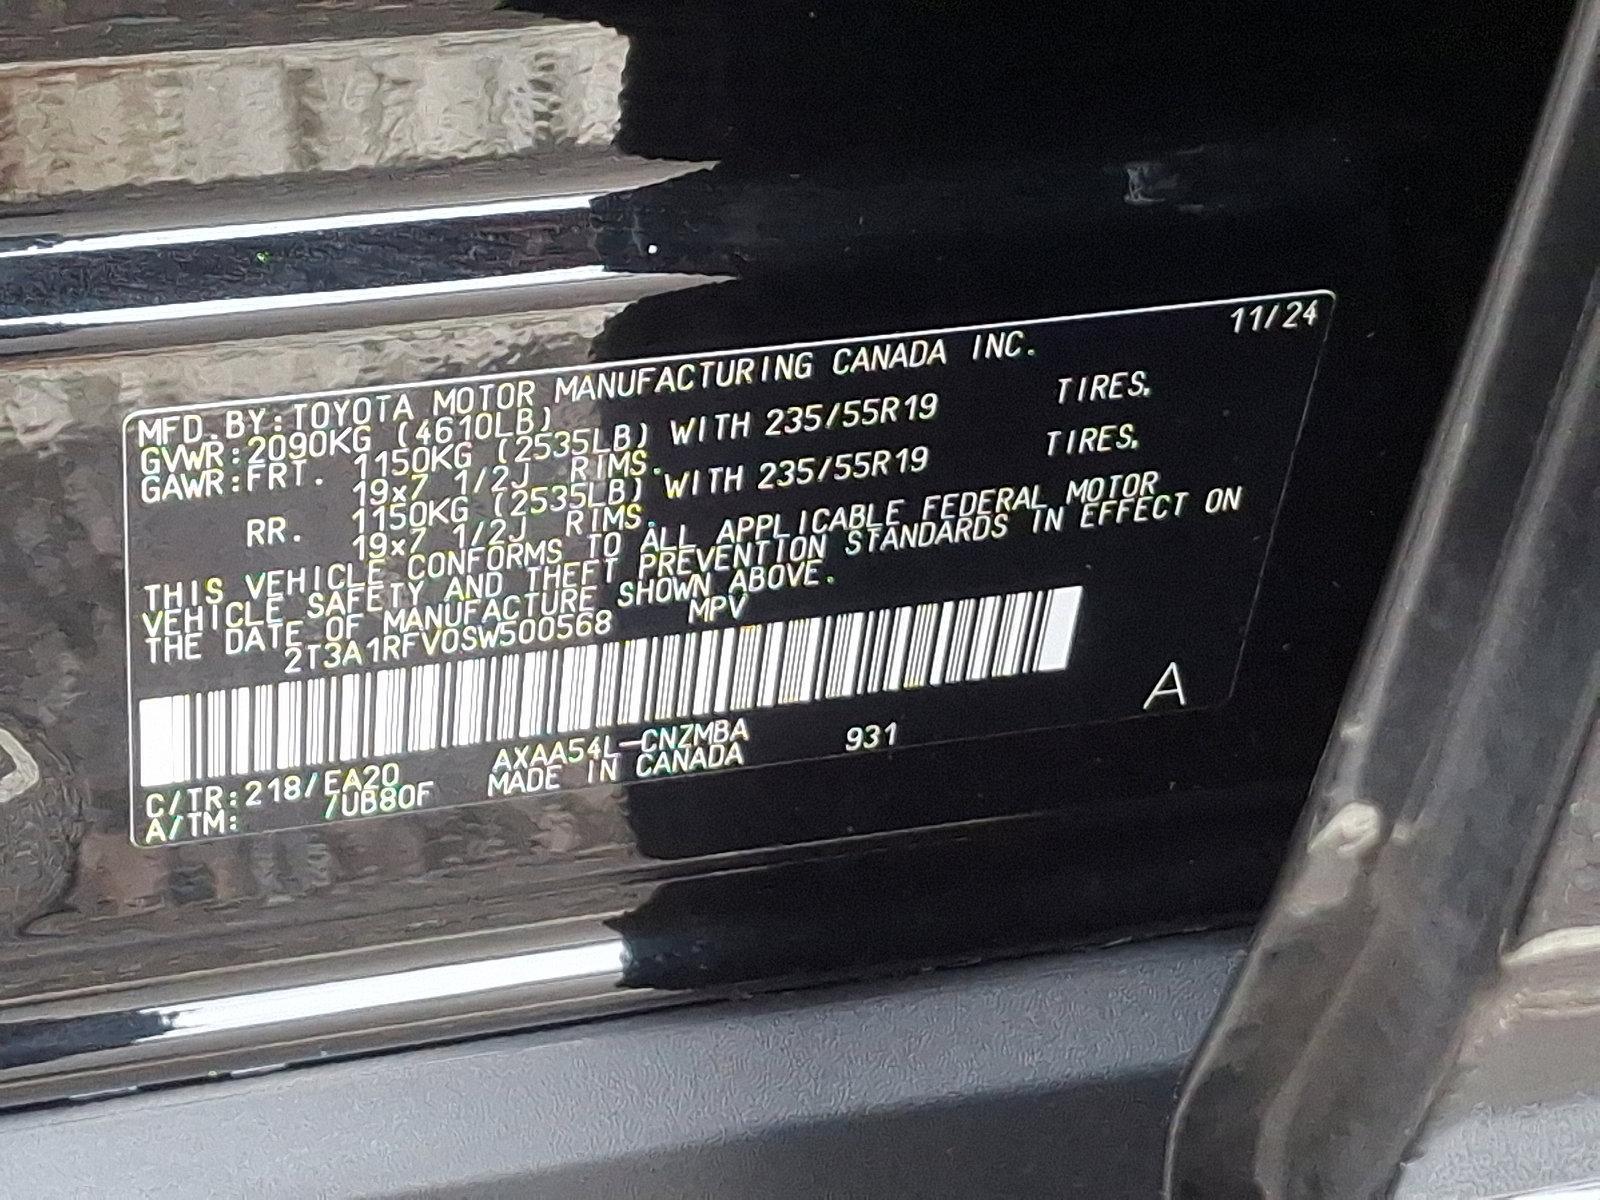 11/24
MFD.BY:TOYOTA MOTOR MANUFACTURING CANADA INC.
GVWR:2090KG (4610LB)
GAWR:FRT. 1150KG (2535LB) WITH 235/55R19 TIRES.
19x7 1/2J RIMS.
RR. 1150KG (2535LB) WITH 235/55R19 TIRES.
19x7 1/2J RIMS.
THIS VEHICLE CONFORMS TO ALL APPLICABLE FEDERAL MOTOR
VEHICLE SAFETY AND THEFT PREVENTION STANDARDS IN EFFECT ON
THE DATE OF MANUFACTURE SHOWN ABOVE.
2T3A1RFV0SW500568 MPV
AXAA54L-CNZMBA 931 A
C/TR:218/EA20 MADE IN CANADA
A/TM: /UB80F